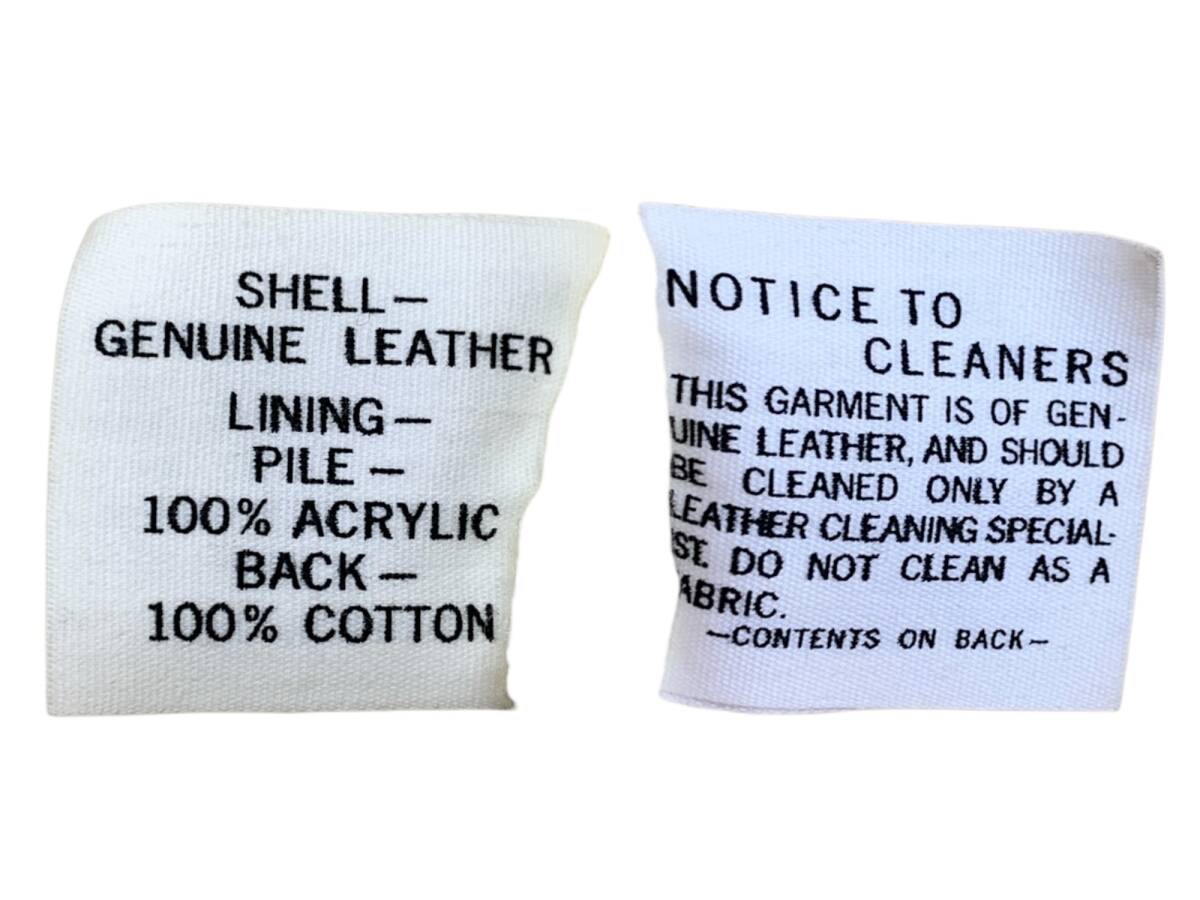 SHELL—
GENUINE LEATHER
LINING—
PILE—
100% ACRYLIC
BACK—
100% COTTON
NOTICE TO
CLEANERS
THIS GARMENT IS OF GEN-
UINE LEATHER, AND SHOULD
BE CLEANED ONLY BY A
LEATHER CLEANING SPECIAL-
IST. DO NOT CLEAN AS A
FABRIC.
—CONTENTS ON BACK—